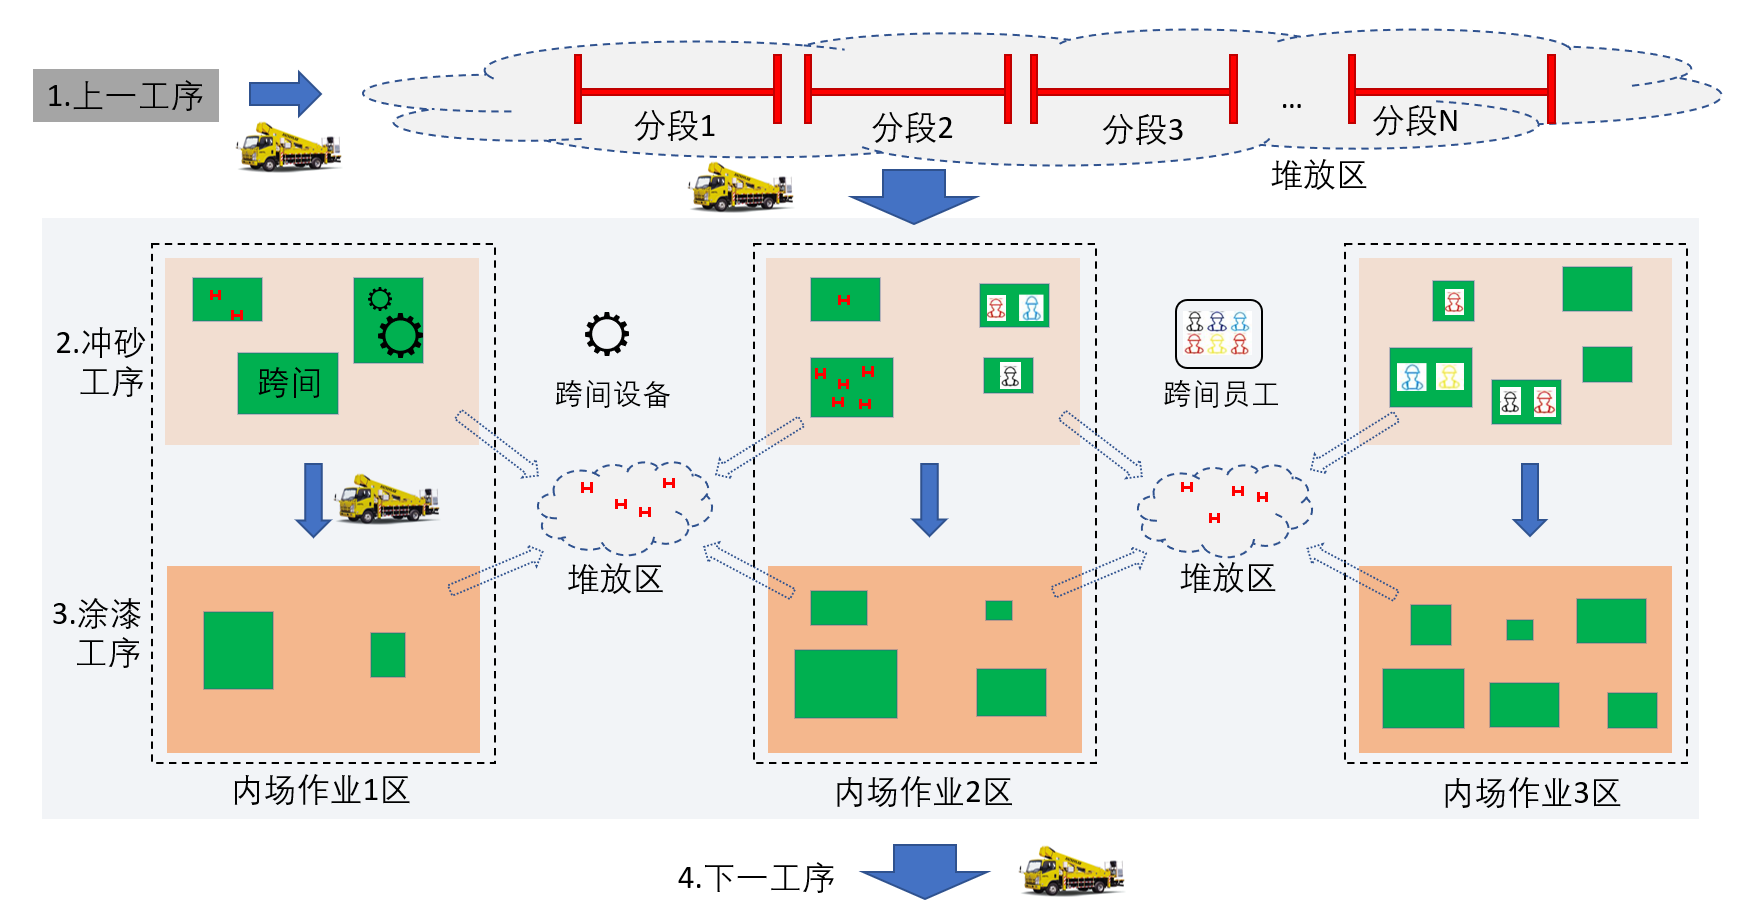 1.上一工序
分段1
分段2
分段3
...
分段N
堆放区
2.冲砂
工序
跨间
跨间设备
跨间员工
堆放区
堆放区
3.涂漆
工序
内场作业1区
内场作业2区
内场作业3区
4.下一工序